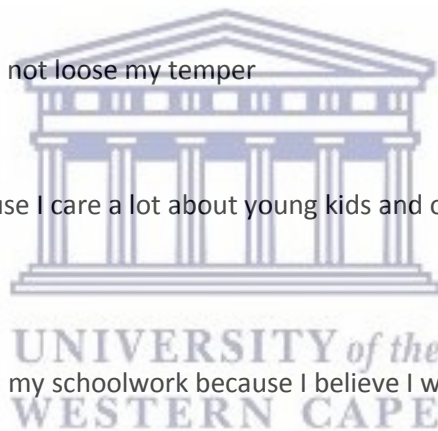 not loose my temper
use I care a lot about young kids and
UNIVERSITY of the
my schoolwork because I believe I
WESTERN CAPE